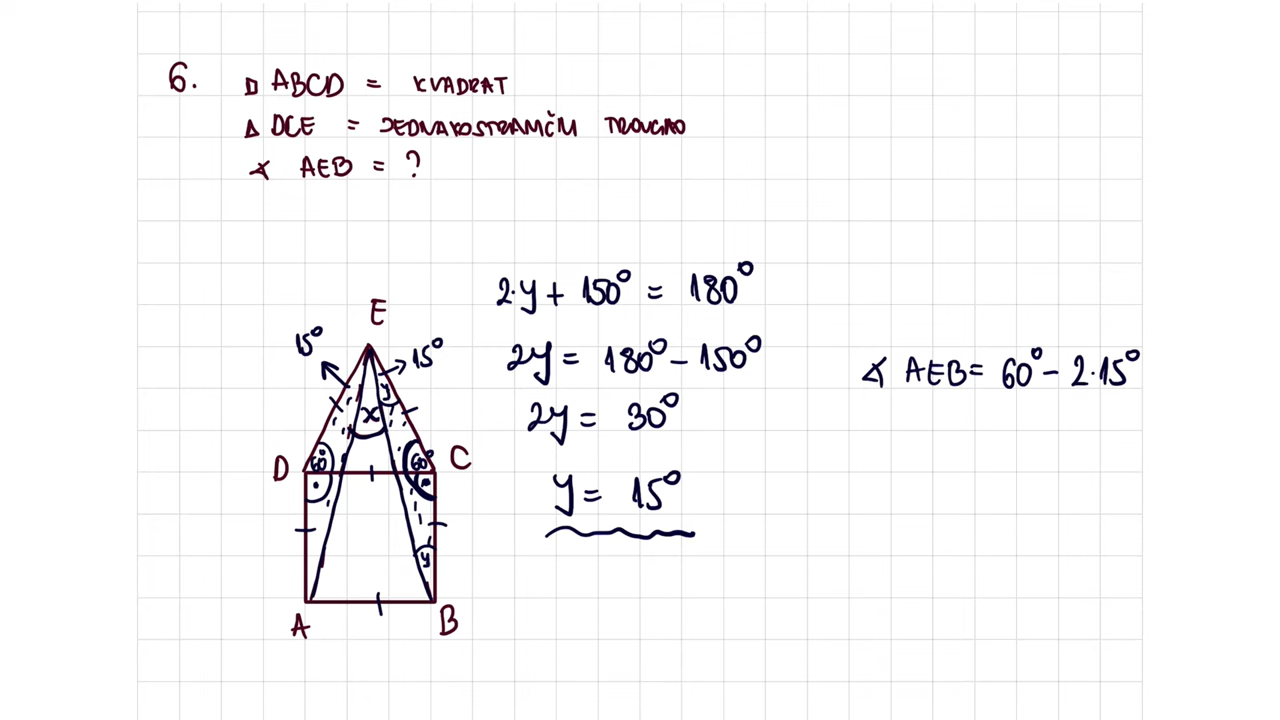 6. □ ABCD = KVADRAT
△ DCE = JEDNAKOSTRANIČNI TROUGAO
∢ AEB = ?
2·y + 150° = 180°
2y = 180° - 150°
2y = 30°
y = 15°
∢ AEB = 60° - 2·15°
E
15°
15°
y
x
D
60°
60°
C
y
A
B